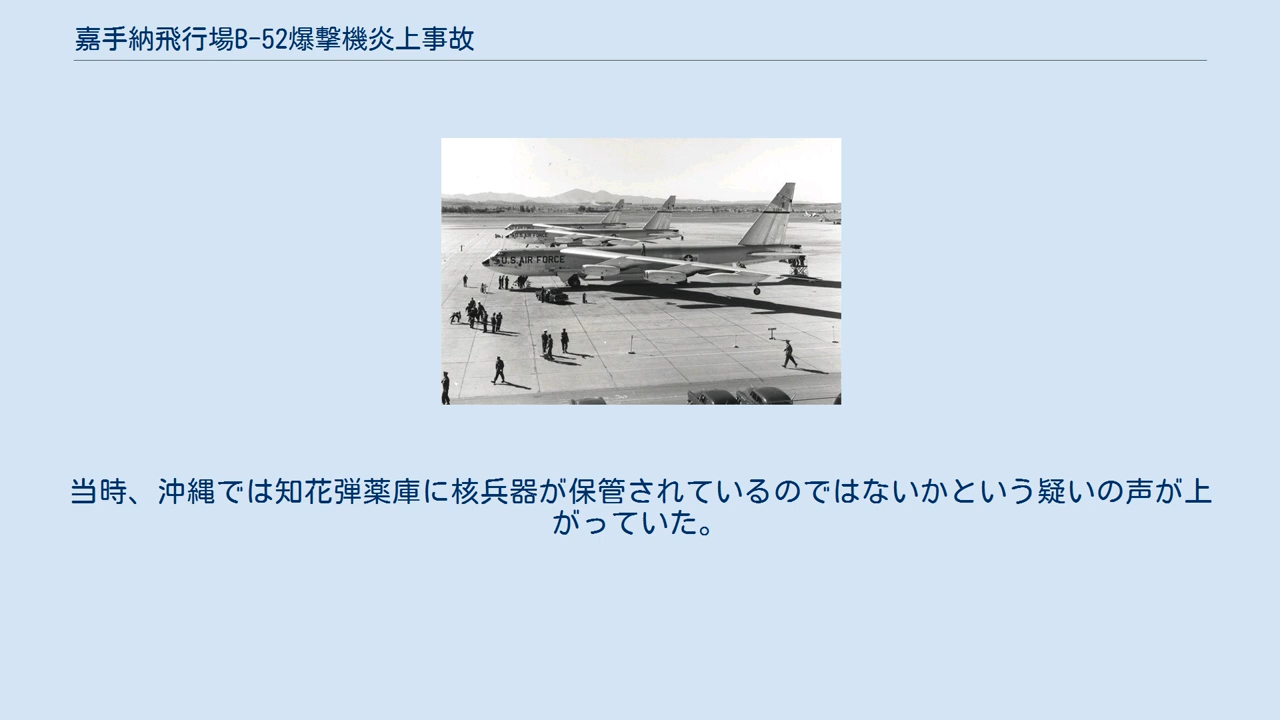 嘉手納飛行場B-52爆撃機炎上事故
U.S. AIR FORCE
当時、沖縄では知花弾薬庫に核兵器が保管されているのではないかという疑いの声が上
がっていた。